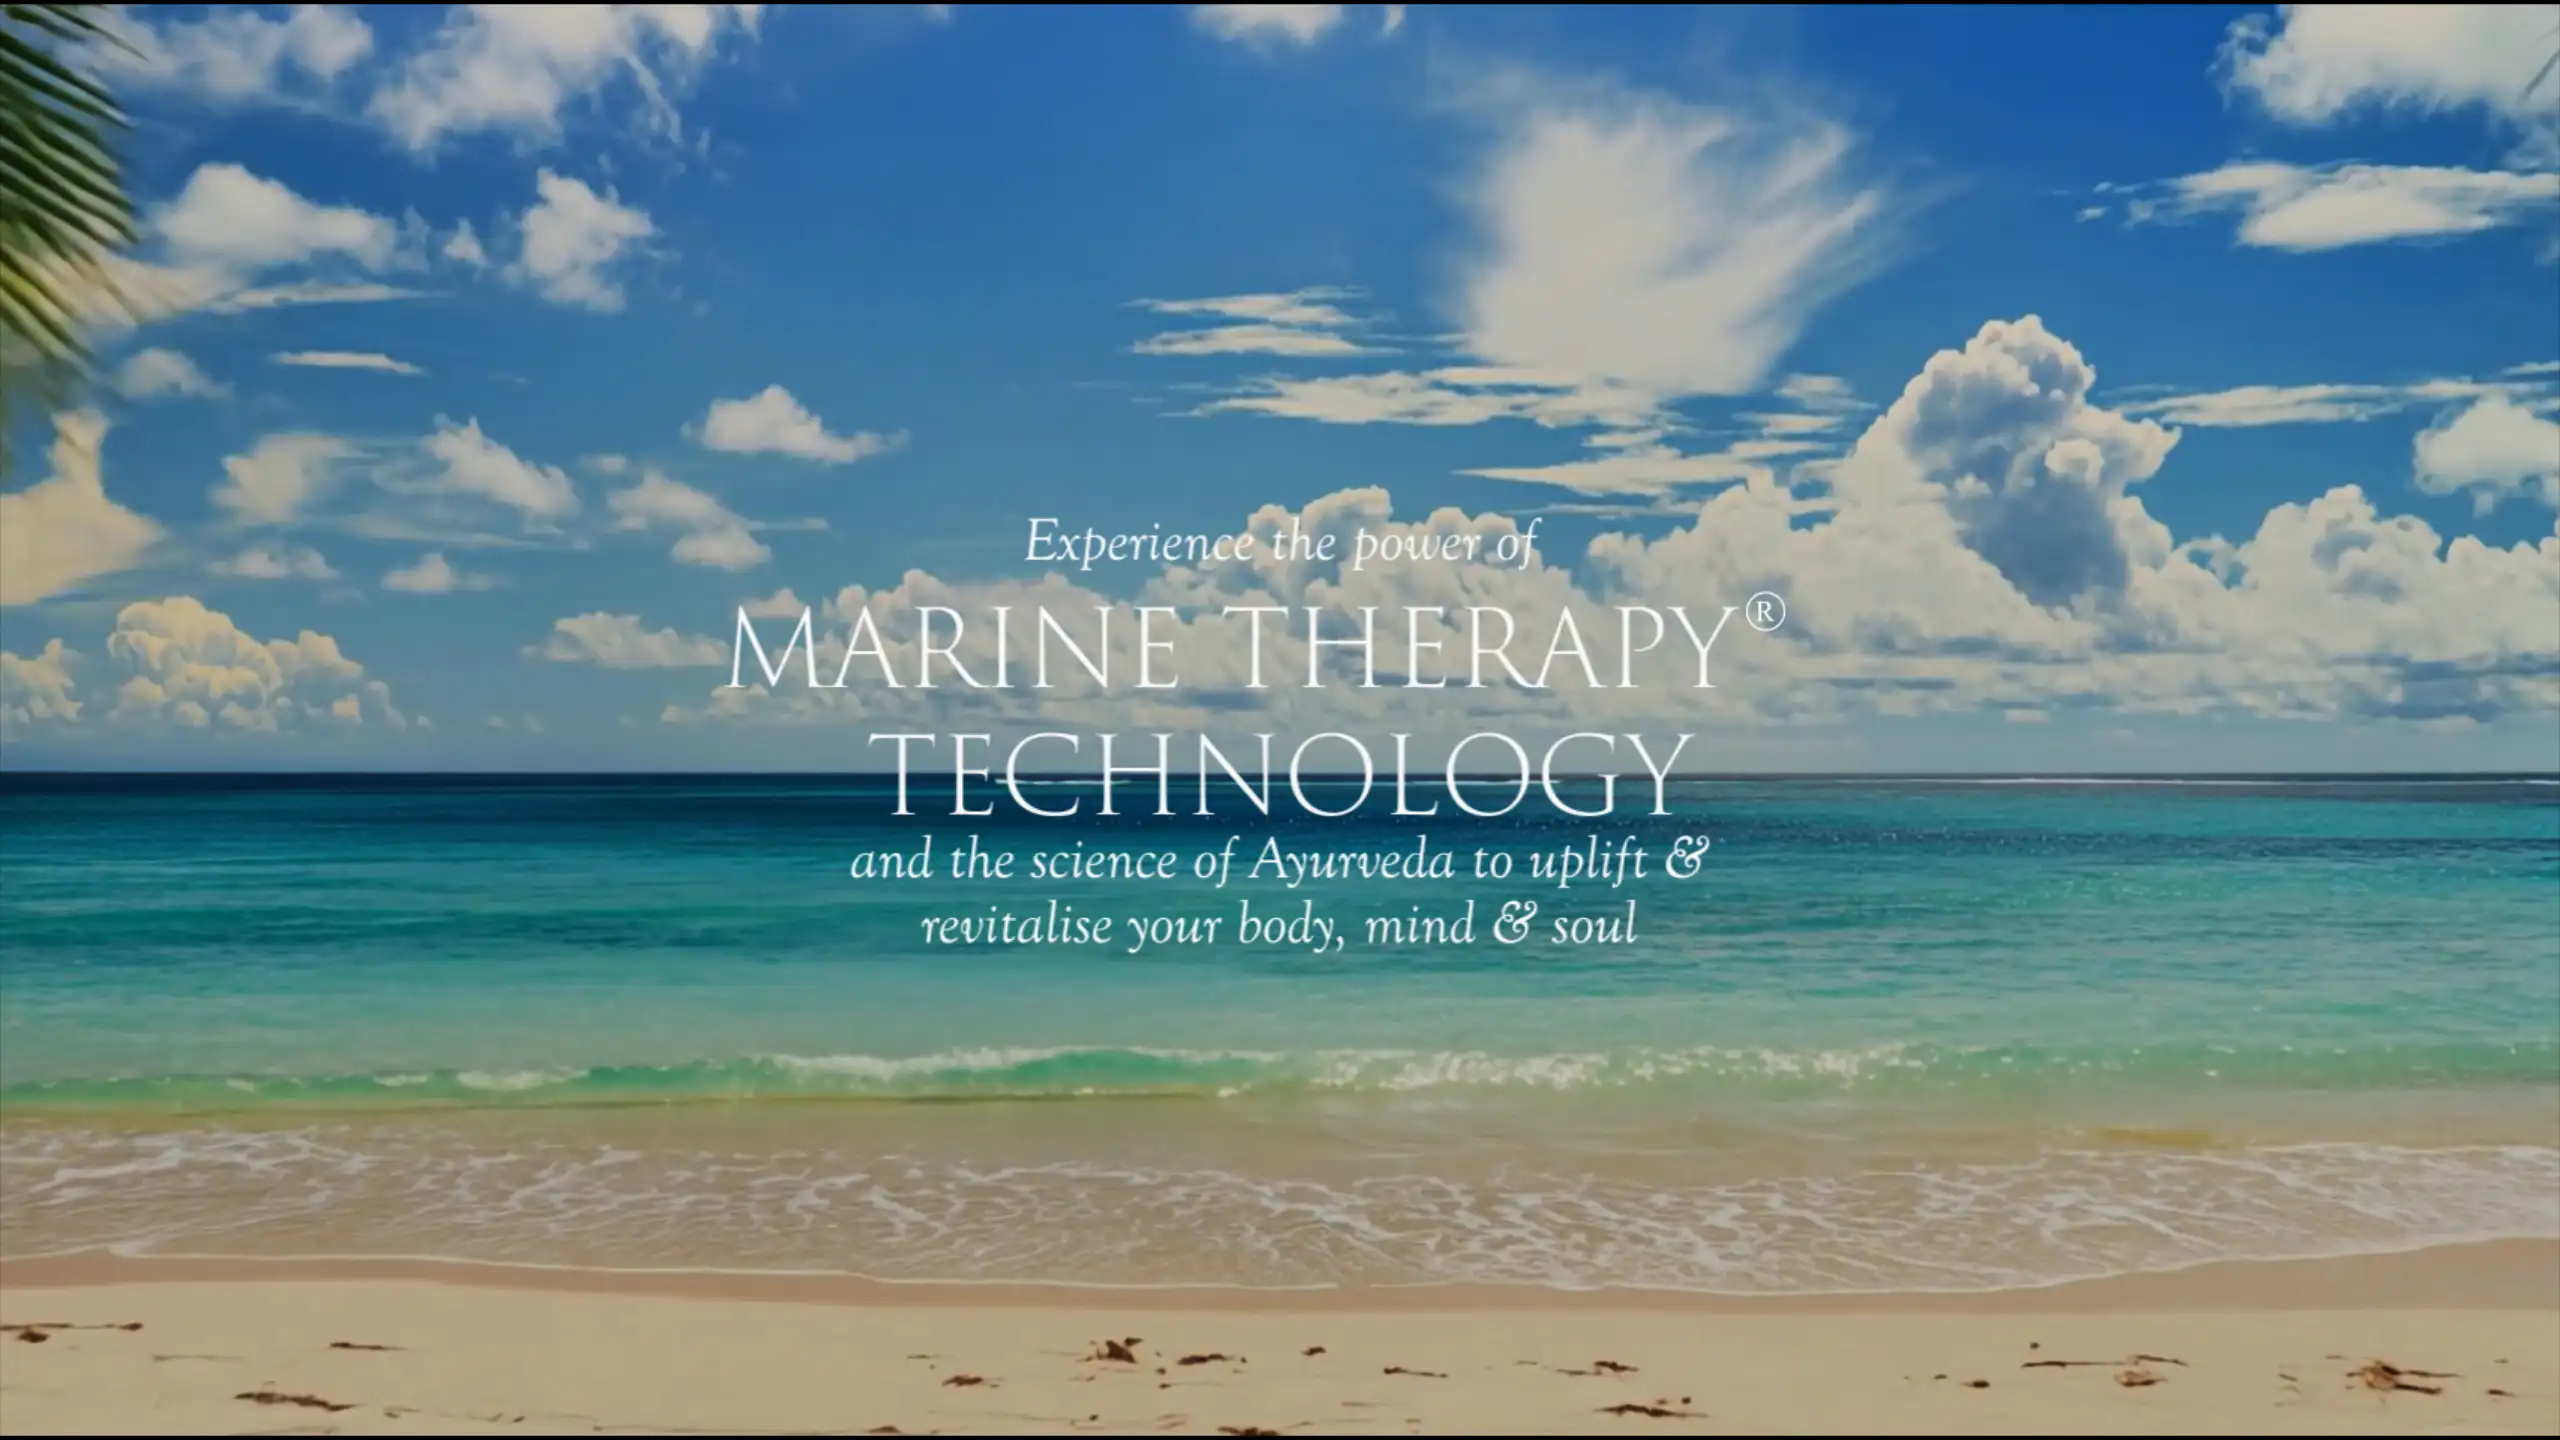 Experience the power of
MARINE THERAPY®
TECHNOLOGY
and the science of Ayurveda to uplift &
revitalise your body, mind & soul